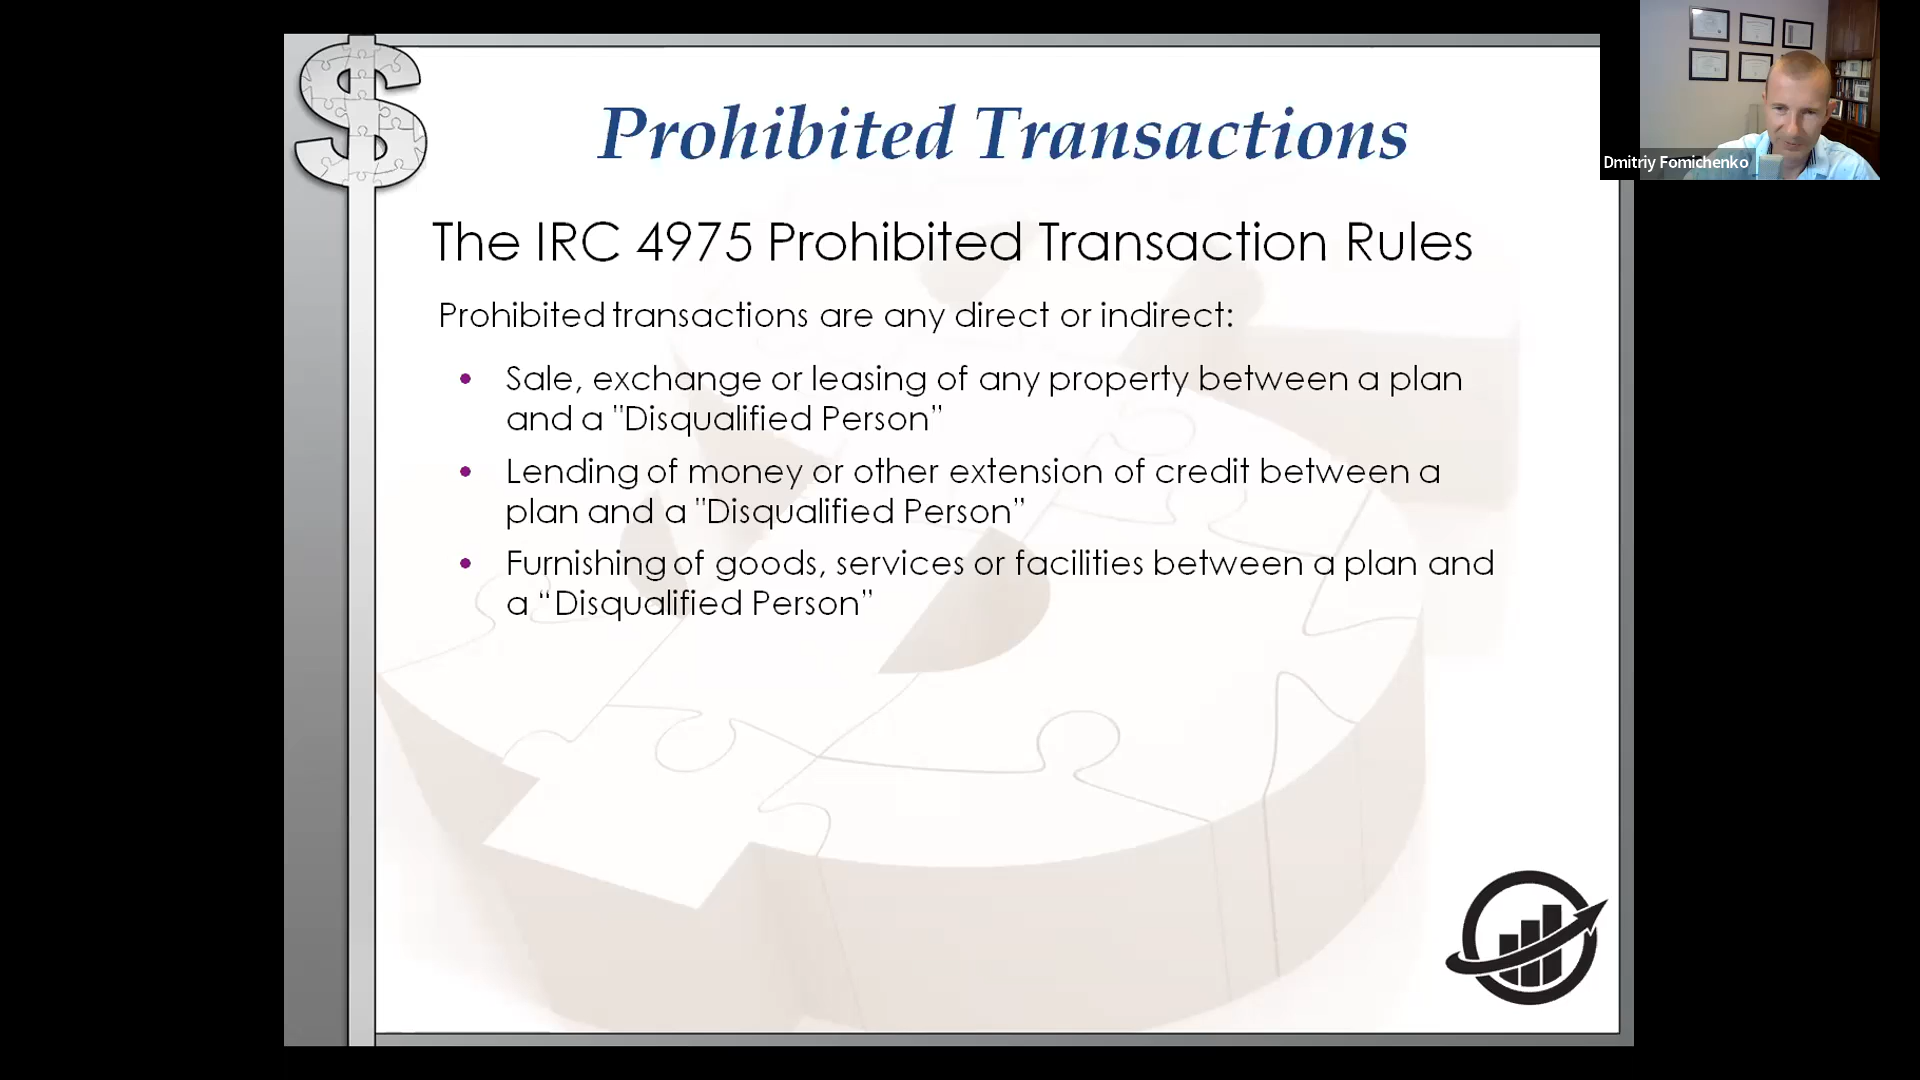 Prohibited Transactions
The IRC 4975 Prohibited Transaction Rules
Prohibited transactions are any direct or indirect:
• Sale, exchange or leasing of any property between a plan
and a "Disqualified Person"
• Lending of money or other extension of credit between a
plan and a "Disqualified Person"
• Furnishing of goods, services or facilities between a plan and
a “Disqualified Person”
Dmitriy Fomichenko